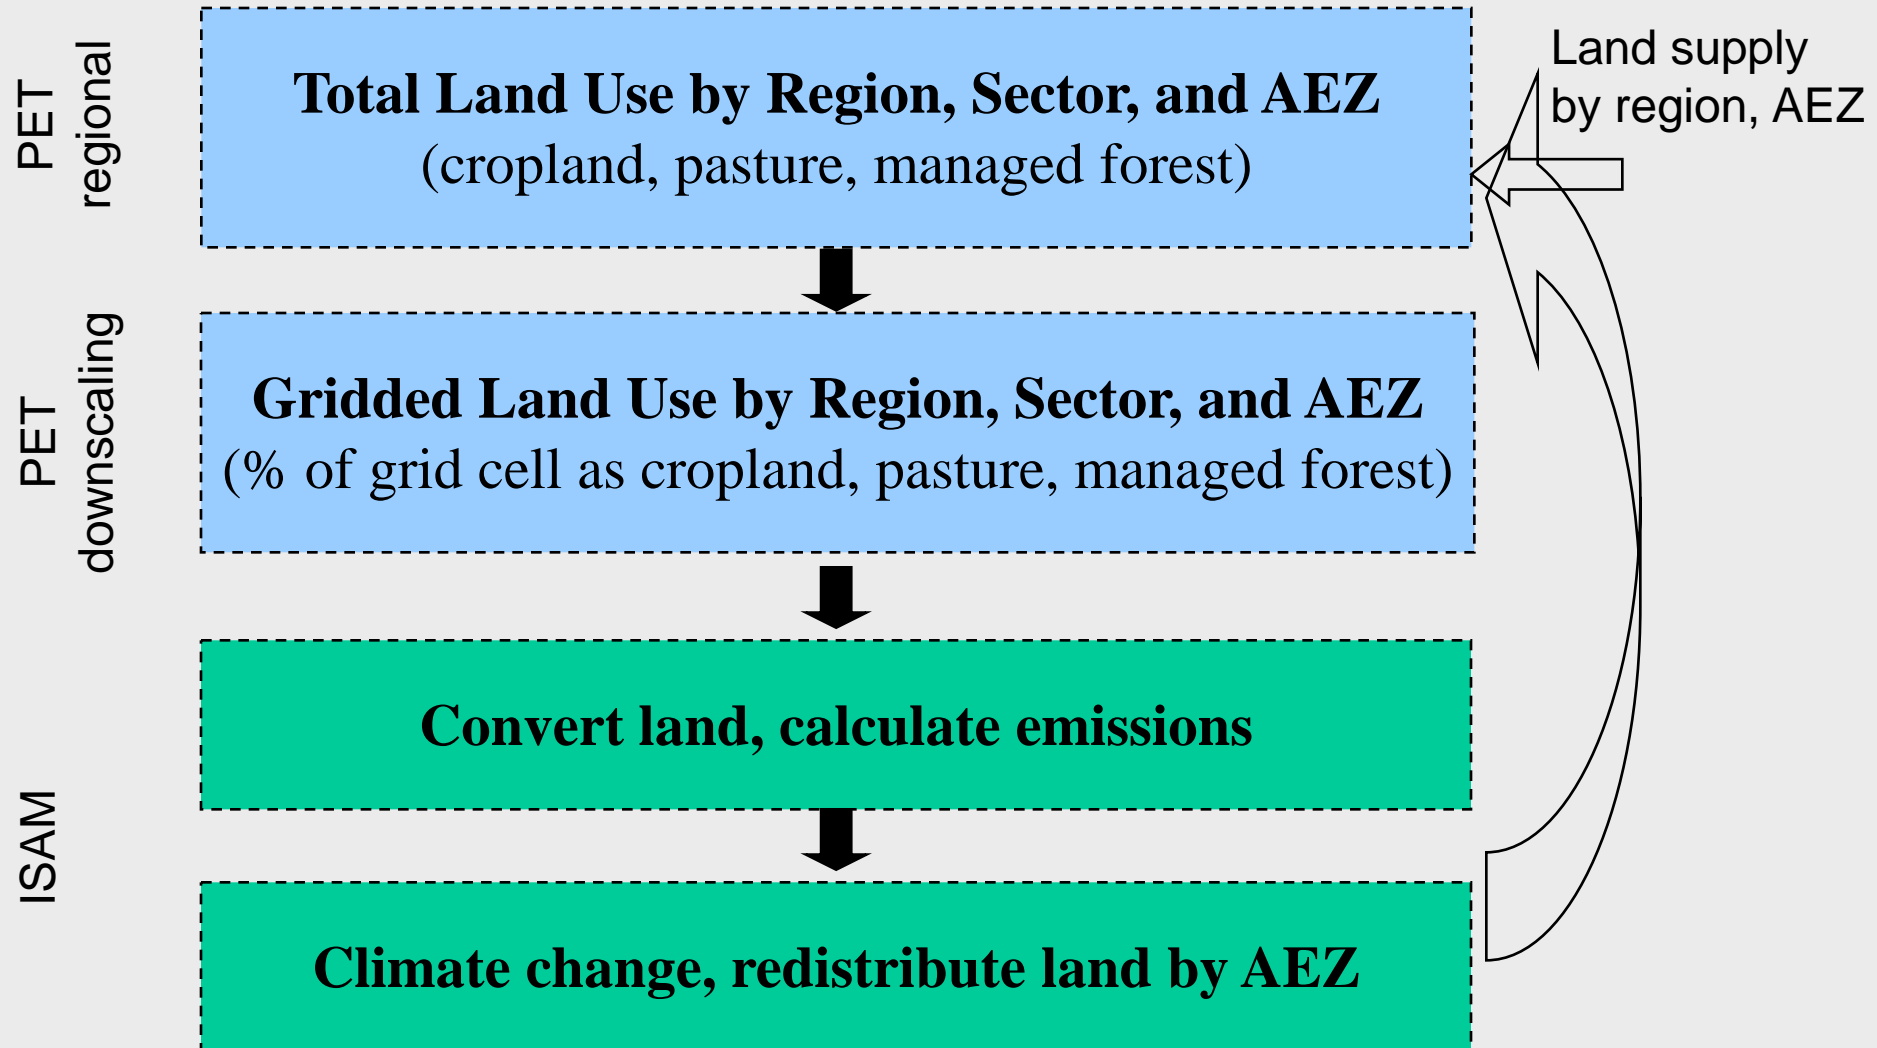 PET
regional
Total Land Use by Region, Sector, and AEZ
(cropland, pasture, managed forest)
Land supply
by region, AEZ
PET
downscaling
Gridded Land Use by Region, Sector, and AEZ
(% of grid cell as cropland, pasture, managed forest)
ISAM
Convert land, calculate emissions
Climate change, redistribute land by AEZ